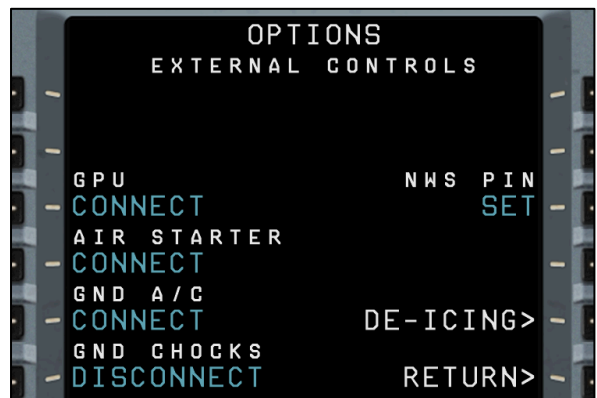 OPTIONS
EXTERNAL CONTROLS
GPU NWS PIN
CONNECT SET
AIR STARTER
CONNECT
GND A/C
CONNECT DE-ICING>
GND CHOCKS
DISCONNECT RETURN>